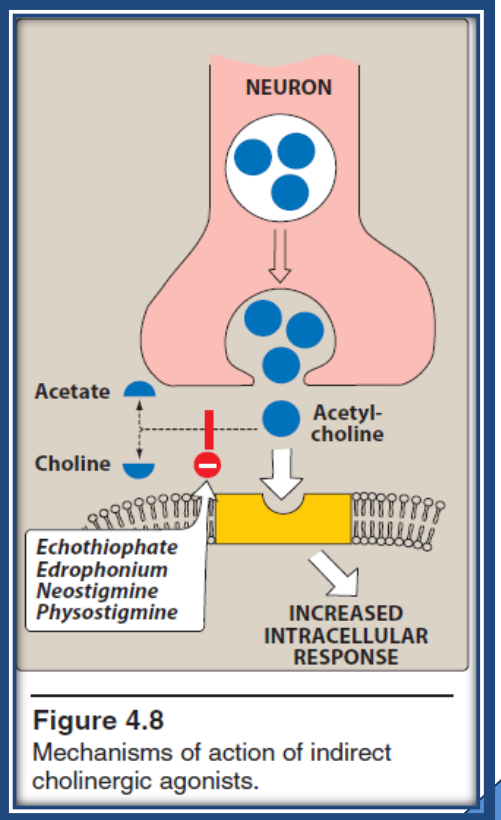 NEURON
Acetate
Acetyl-
choline
Choline
Echothiophate
Edrophonium
Neostigmine
Physostigmine
INCREASED
INTRACELLULAR
RESPONSE
Figure 4.8
Mechanisms of action of indirect
cholinergic agonists.